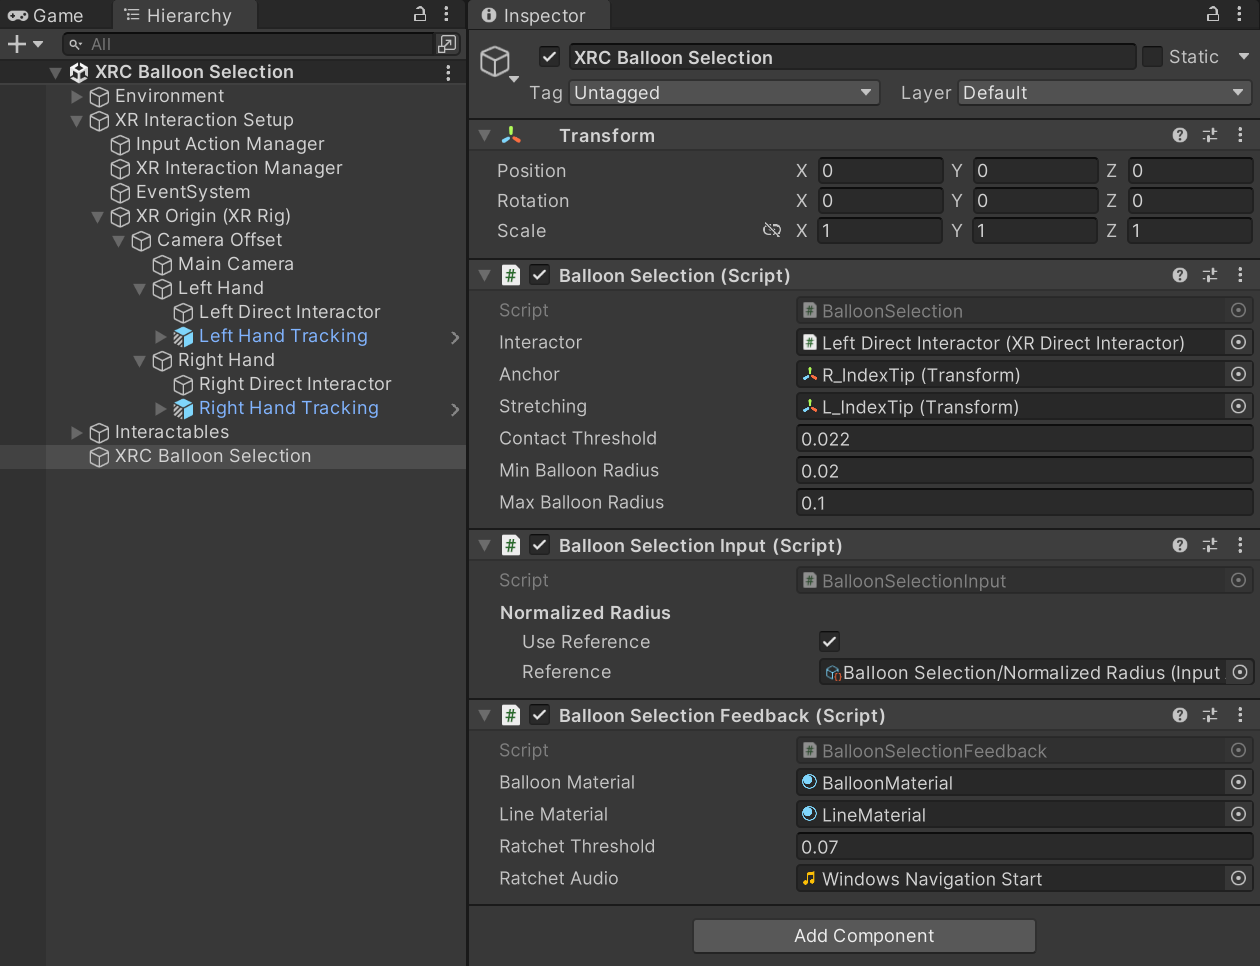 Game
Hierarchy
All
XRC Balloon Selection
Environment
XR Interaction Setup
Input Action Manager
XR Interaction Manager
EventSystem
XR Origin (XR Rig)
Camera Offset
Main Camera
Left Hand
Left Direct Interactor
Left Hand Tracking
Right Hand
Right Direct Interactor
Right Hand Tracking
Interactables
XRC Balloon Selection
Inspector
XRC Balloon Selection Static
Tag Untagged Layer Default
Transform
Position X 0 Y 0 Z 0
Rotation X 0 Y 0 Z 0
Scale X 1 Y 1 Z 1
# Balloon Selection (Script)
Script # BalloonSelection
Interactor # Left Direct Interactor (XR Direct Interactor)
Anchor R_IndexTip (Transform)
Stretching L_IndexTip (Transform)
Contact Threshold 0.022
Min Balloon Radius 0.02
Max Balloon Radius 0.1
# Balloon Selection Input (Script)
Script # BalloonSelectionInput
Normalized Radius
Use Reference
Reference Balloon Selection/Normalized Radius (Input
# Balloon Selection Feedback (Script)
Script # BalloonSelectionFeedback
Balloon Material BalloonMaterial
Line Material LineMaterial
Ratchet Threshold 0.07
Ratchet Audio Windows Navigation Start
Add Component